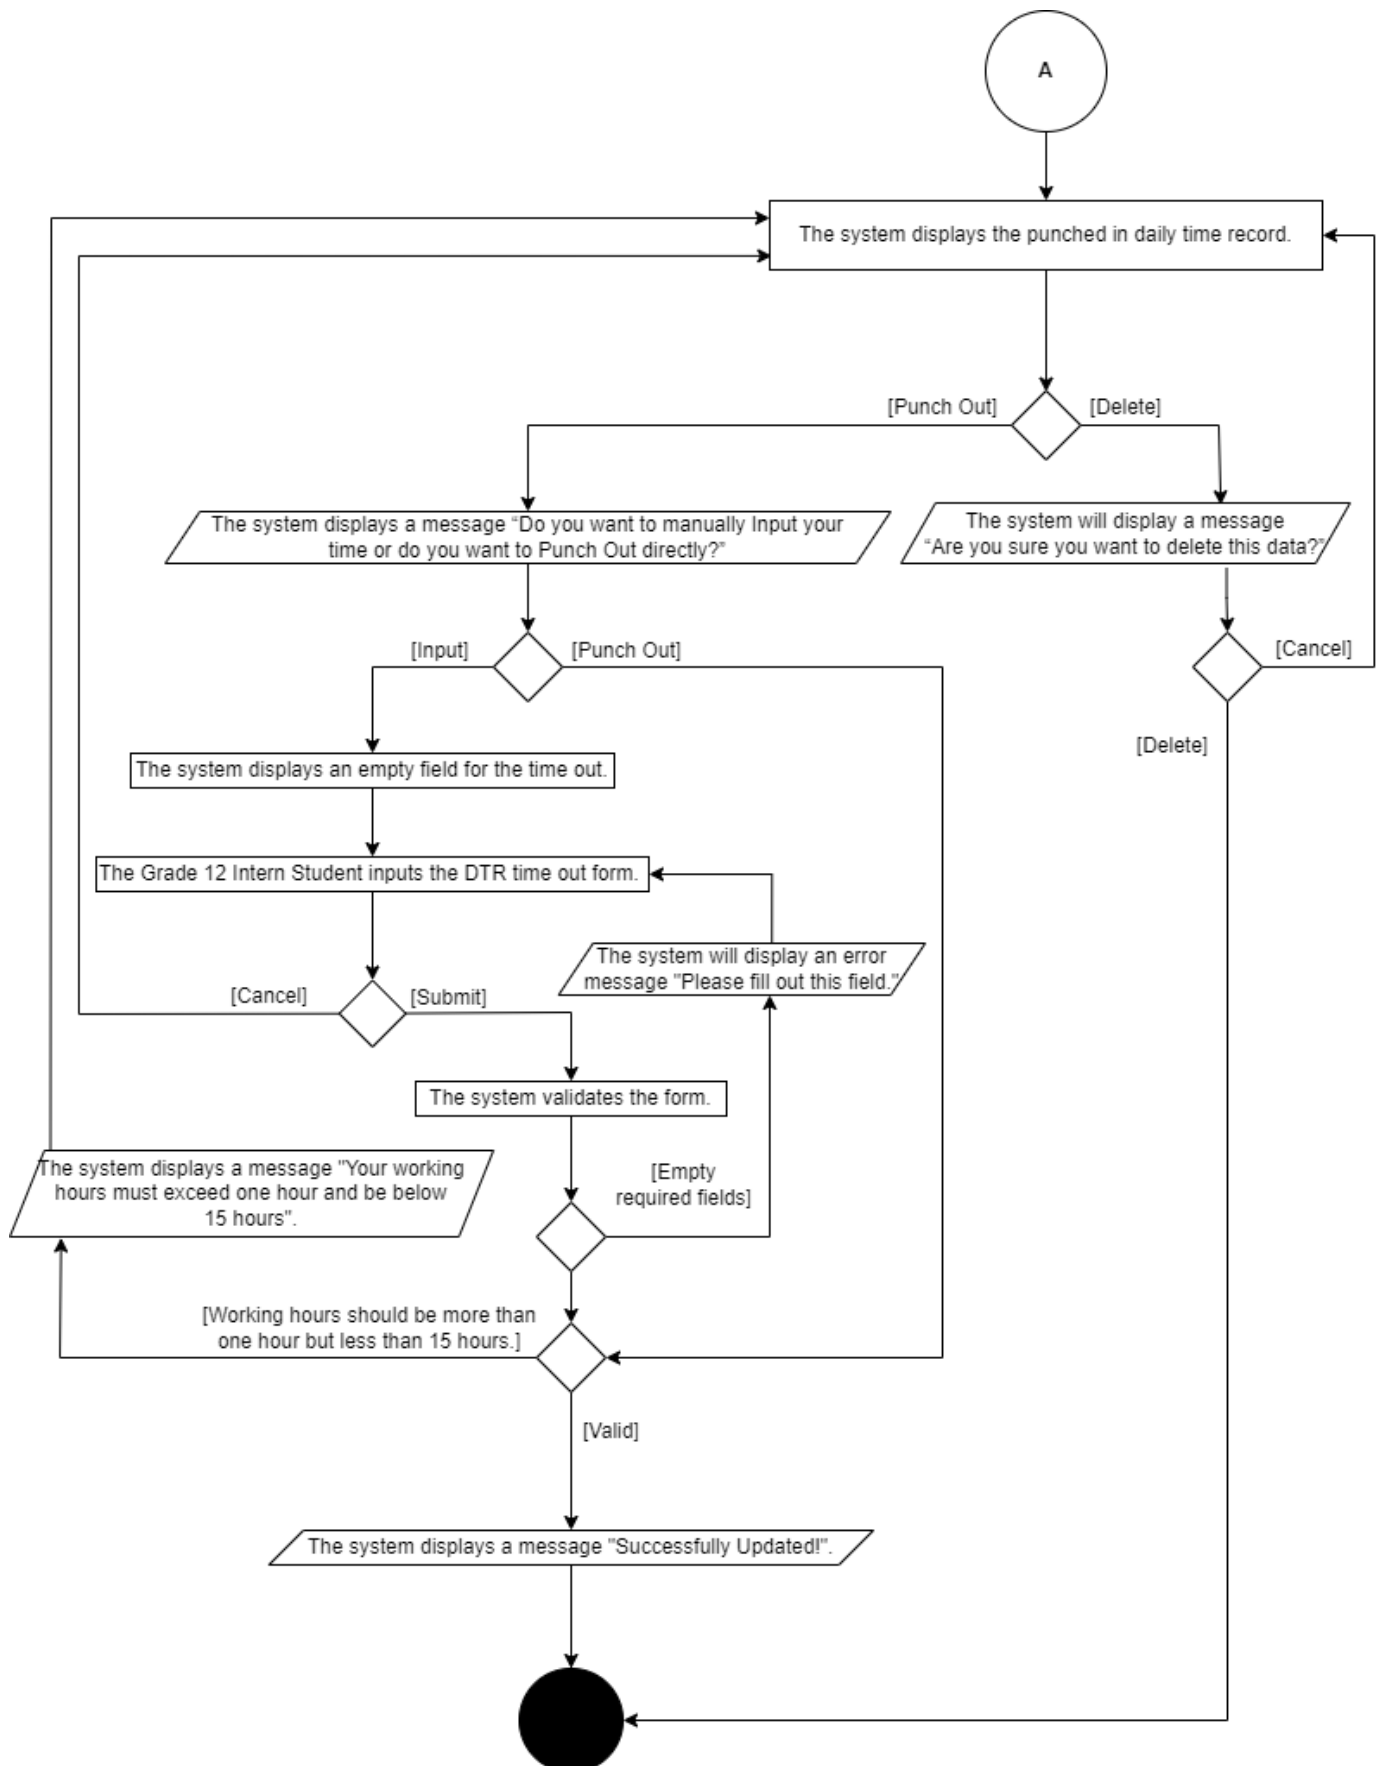 A
The system displays the punched in daily time record.
[Punch Out]
[Delete]
The system displays a message “Do you want to manually Input your
time or do you want to Punch Out directly?”
The system will display a message
“Are you sure you want to delete this data?”
[Input]
[Punch Out]
[Cancel]
[Delete]
The system displays an empty field for the time out.
The Grade 12 Intern Student inputs the DTR time out form.
The system will display an error
message "Please fill out this field."
[Cancel]
[Submit]
The system validates the form.
[Empty
required fields]
The system displays a message "Your working
hours must exceed one hour and be below
15 hours".
[Working hours should be more than
one hour but less than 15 hours.]
[Valid]
The system displays a message "Successfully Updated!".